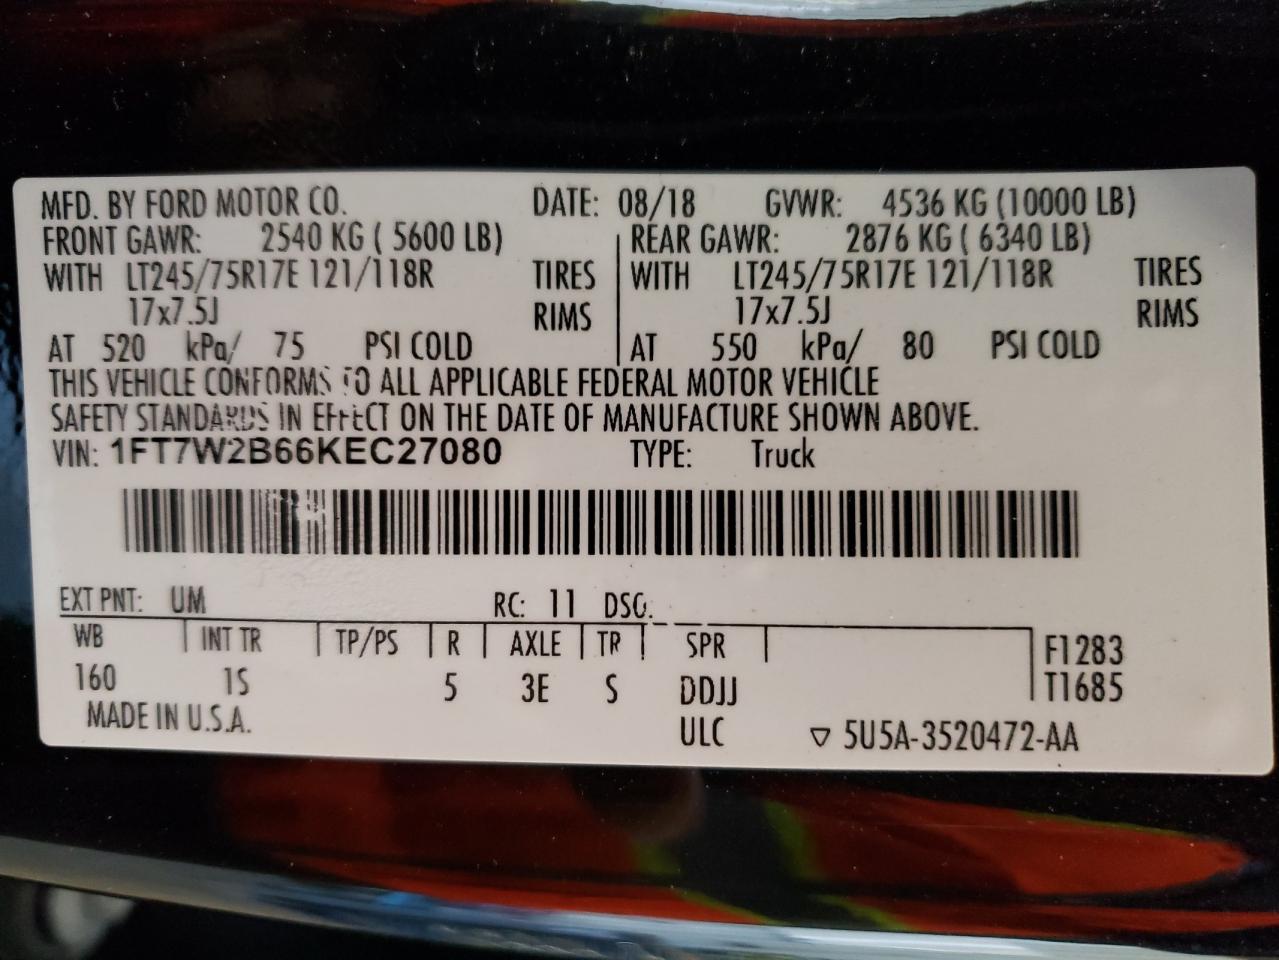 MFD. BY FORD MOTOR CO. DATE: 08/18 GVWR: 4536 KG (10000 LB)
FRONT GAWR: 2540 KG ( 5600 LB) REAR GAWR: 2876 KG ( 6340 LB)
WITH LT245/75R17E 121/118R TIRES WITH LT245/75R17E 121/118R TIRES
17x7.5J RIMS 17x7.5J RIMS
AT 520 kPa/ 75 PSI COLD AT 550 kPa/ 80 PSI COLD
THIS VEHICLE CONFORMS TO ALL APPLICABLE FEDERAL MOTOR VEHICLE
SAFETY STANDARDS IN EFFECT ON THE DATE OF MANUFACTURE SHOWN ABOVE.
VIN: 1FT7W2B66KEC27080 TYPE: Truck
EXT PNT: UM RC: 11 DSO:
WB INT TR TP/PS R AXLE TR SPR F1283
160 1S 5 3E S DDJJ T1685
MADE IN U.S.A. ULC ▽ 5U5A-3520472-AA